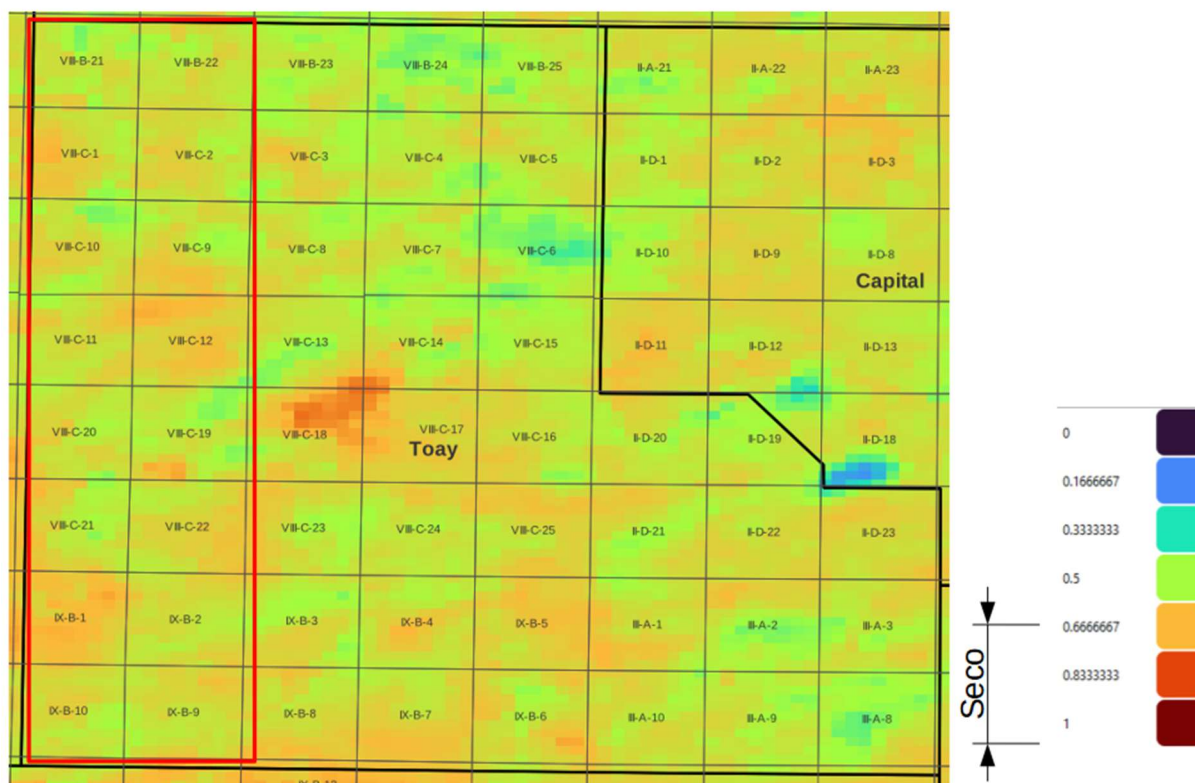 VIII-B-21 VIII-B-22 VIII-B-23 VIII-B-24 VIII-B-25 II-A-21 II-A-22 II-A-23
VIII-C-1 VIII-C-2 VIII-C-3 VIII-C-4 VIII-C-5 II-D-1 II-D-2 II-D-3
VIII-C-10 VIII-C-9 VIII-C-8 VIII-C-7 VIII-C-6 II-D-10 II-D-9 II-D-8
Capital
VIII-C-11 VIII-C-12 VIII-C-13 VIII-C-14 VIII-C-15 II-D-11 II-D-12 II-D-13
VIII-C-20 VIII-C-19 VIII-C-18 VIII-C-17 VIII-C-16 II-D-20 II-D-19 II-D-18
Toay
VIII-C-21 VIII-C-22 VIII-C-23 VIII-C-24 VIII-C-25 II-D-21 II-D-22 II-D-23
IX-B-1 IX-B-2 IX-B-3 IX-B-4 IX-B-5 III-A-1 III-A-2 III-A-3
IX-B-10 IX-B-9 IX-B-8 IX-B-7 IX-B-6 III-A-10 III-A-9 III-A-8
0
0.1666667
0.3333333
0.5
0.6666667
0.8333333
1
Seco